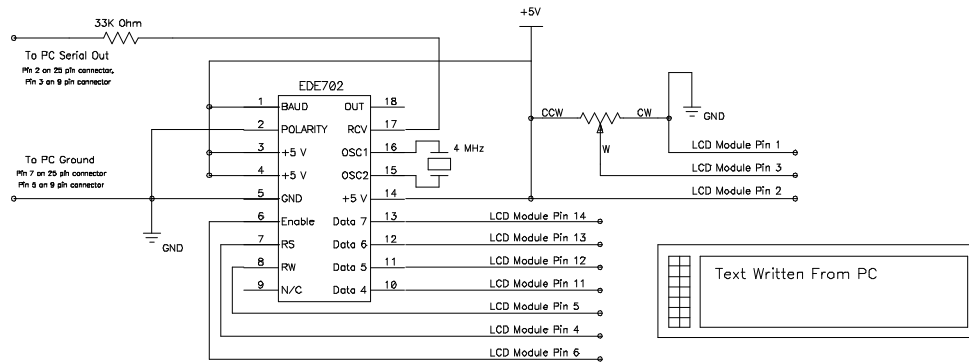 +5V
33K Ohm
To PC Serial Out
Pin 2 on 25 pin connector,
Pin 3 on 9 pin connector
EDE702
1 BAUD OUT 18
2 POLARITY RCV 17
3 +5 V OSC1 16
4 +5 V OSC2 15
5 GND +5 V 14
6 Enable Data 7 13
7 RS Data 6 12
8 RW Data 5 11
9 N/C Data 4 10
4 MHz
CCW CW
W
GND
To PC Ground
Pin 7 on 25 pin connector
Pin 5 on 9 pin connector
GND
LCD Module Pin 1
LCD Module Pin 3
LCD Module Pin 2
LCD Module Pin 14
LCD Module Pin 13
LCD Module Pin 12
LCD Module Pin 11
LCD Module Pin 5
LCD Module Pin 4
LCD Module Pin 6
Text Written From PC